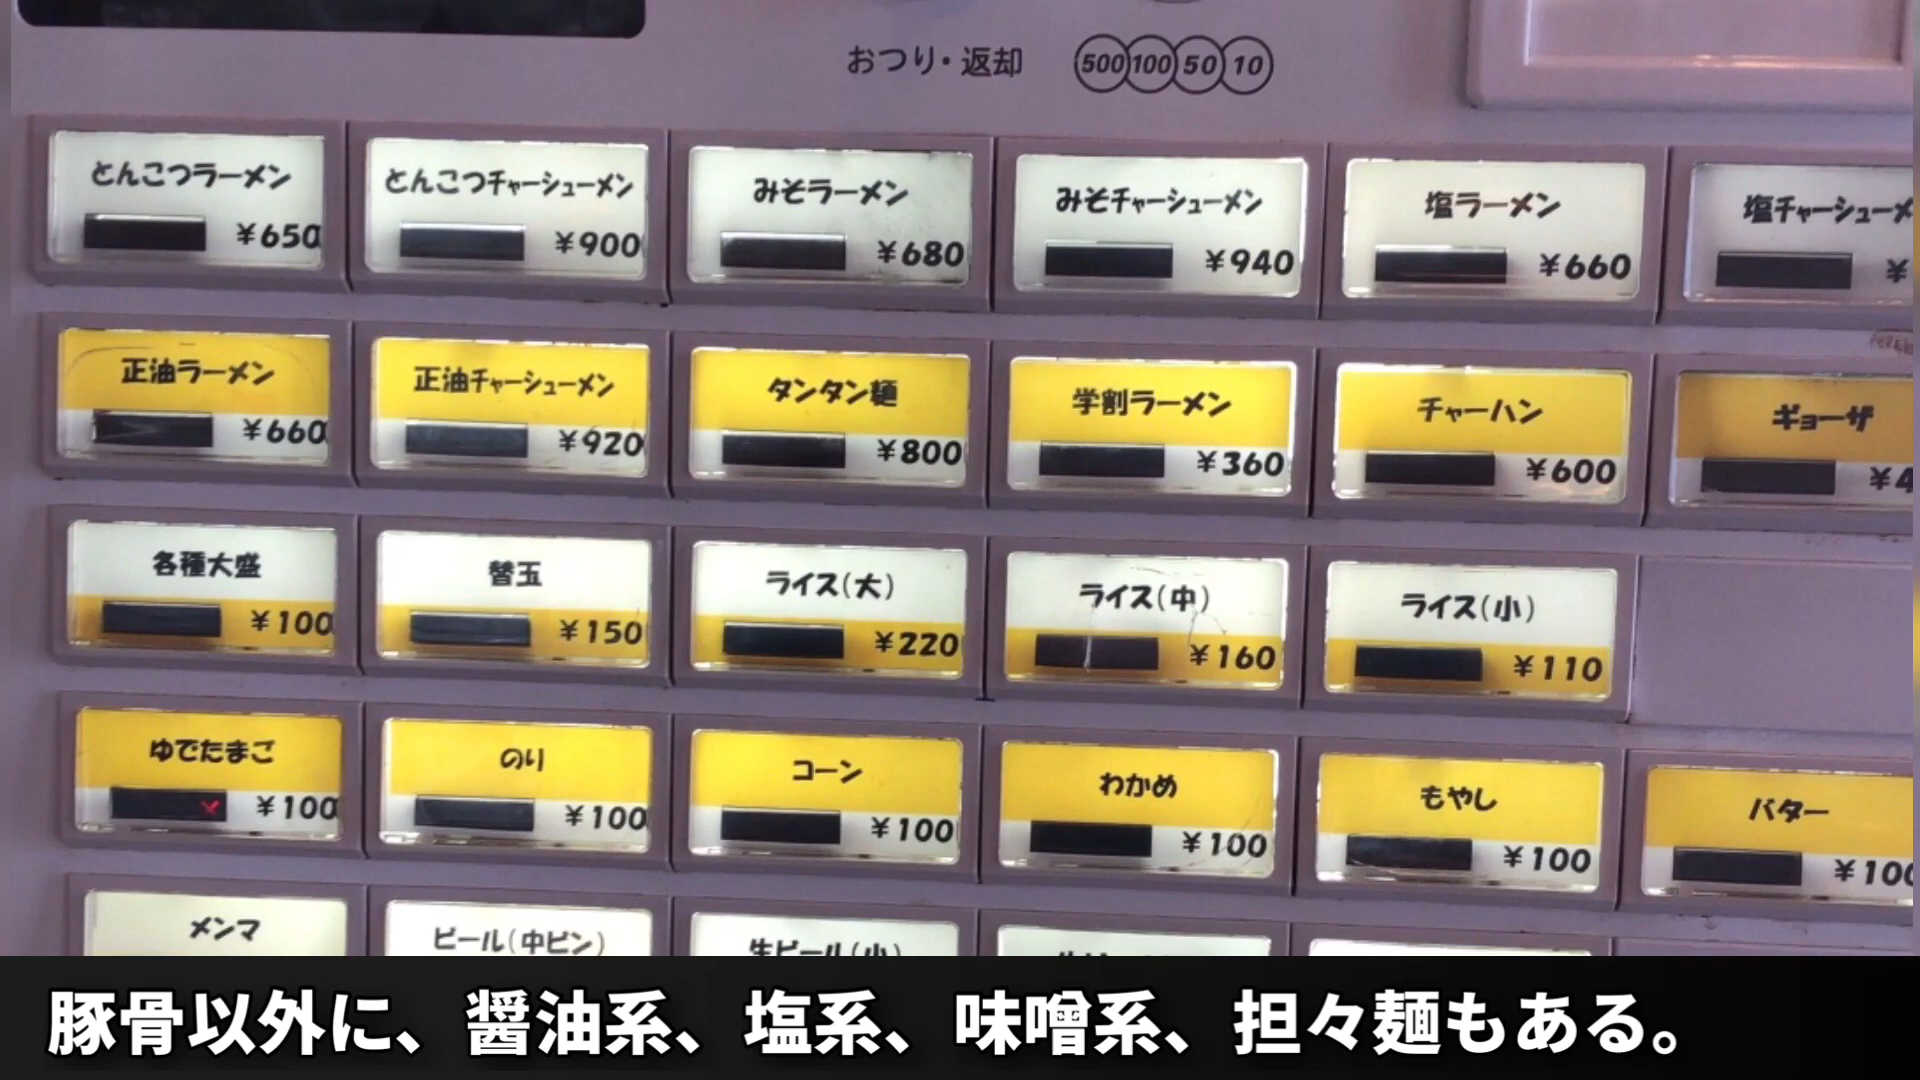 おつり・返却 500 100 50 10
とんこつラーメン
¥650
とんこつチャーシューメン
¥900
みそラーメン
¥680
みそチャーシューメン
¥940
塩ラーメン
¥660
塩チャーシューメ
¥
正油ラーメン
¥660
正油チャーシューメン
¥920
タンタン麺
¥800
学割ラーメン
¥360
チャーハン
¥600
ギョーザ
¥4
各種大盛
¥100
替玉
¥150
ライス(大)
¥220
ライス(中)
¥160
ライス(小)
¥110
ゆでたまご
¥100
のり
¥100
コーン
¥100
わかめ
¥100
もやし
¥100
バター
¥100
メンマ
ビール(中ビン)
生ビール(小)
豚骨以外に、醤油系、塩系、味噌系、担々麺もある。